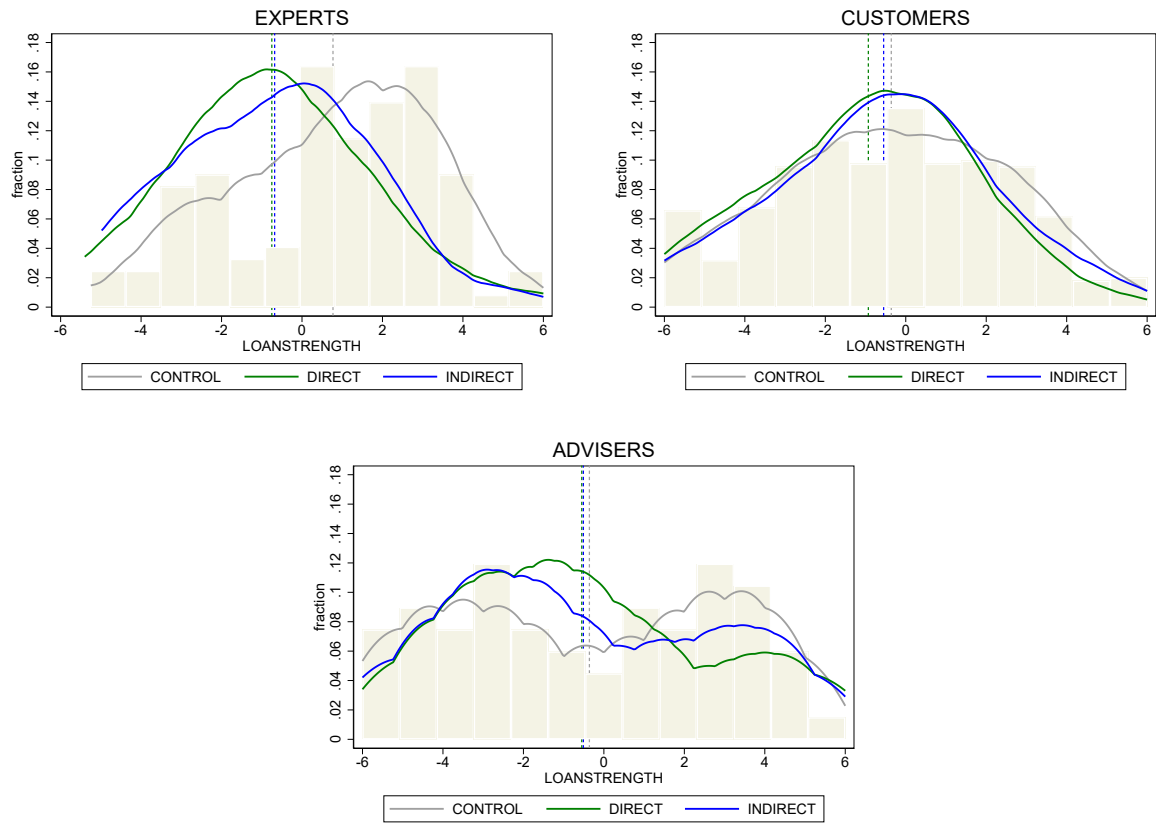 EXPERTS
fraction
0 .02 .04 .06 .08 .1 .12 .14 .16 .18
-6 -4 -2 0 2 4 6
LOANSTRENGTH
CONTROL DIRECT INDIRECT
CUSTOMERS
fraction
0 .02 .04 .06 .08 .1 .12 .14 .16 .18
-6 -4 -2 0 2 4 6
LOANSTRENGTH
CONTROL DIRECT INDIRECT
ADVISERS
fraction
0 .02 .04 .06 .08 .1 .12 .14 .16 .18
-6 -4 -2 0 2 4 6
LOANSTRENGTH
CONTROL DIRECT INDIRECT